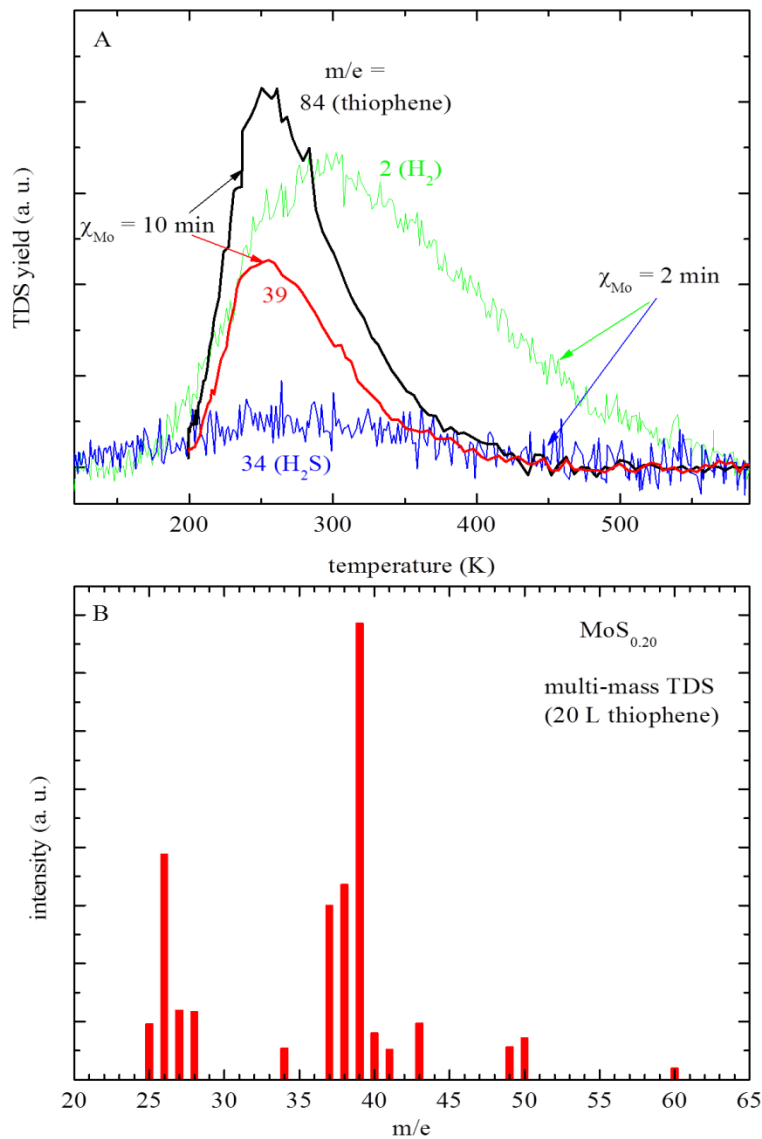 A
m/e =
84 (thiophene)
2 (H₂)
χMo = 10 min
χMo = 2 min
39
34 (H₂S)
TDS yield (a. u.)
200 300 400 500
temperature (K)
B
MoS₀.₂₀
multi-mass TDS
(20 L thiophene)
intensity (a. u.)
20 25 30 35 40 45 50 55 60 65
m/e